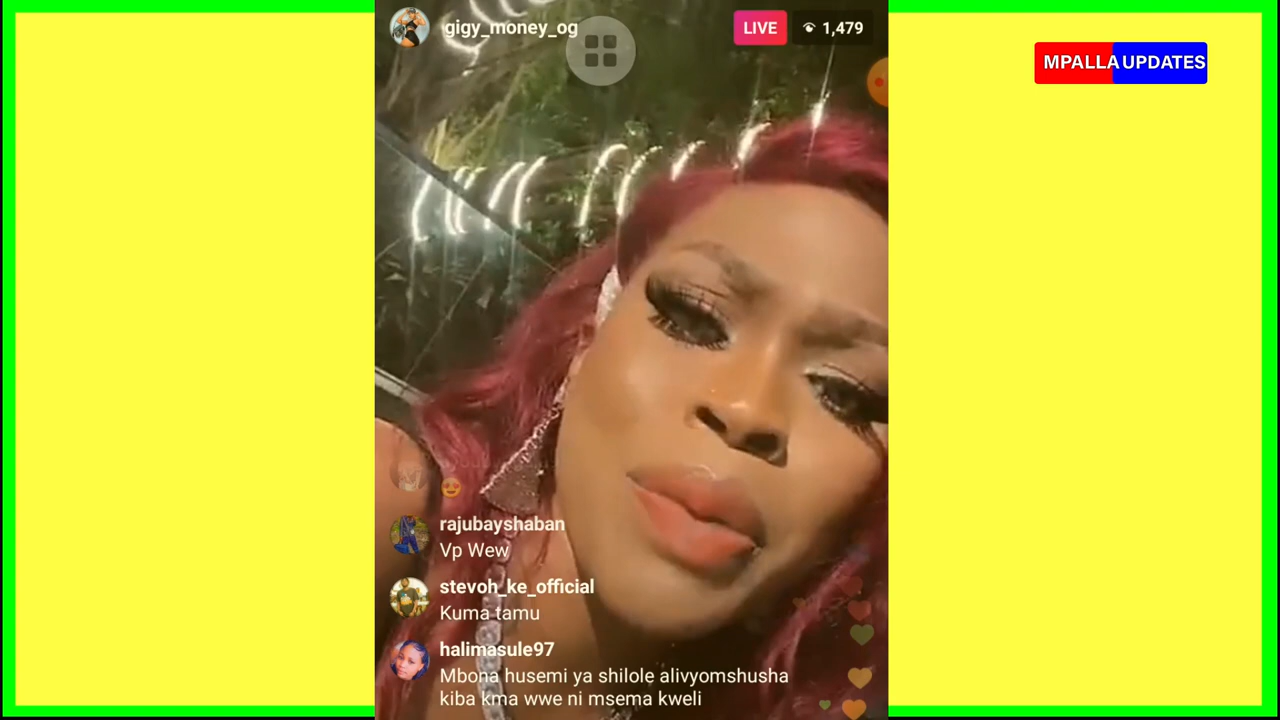 gigy_money_og
LIVE
1,479
MPALLA UPDATES
rajubayshaban
Vp Wew
stevoh_ke_official
Kuma tamu
halimasule97
Mbona husemi ya shilole alivyomshusha
kiba kma wwe ni msema kweli